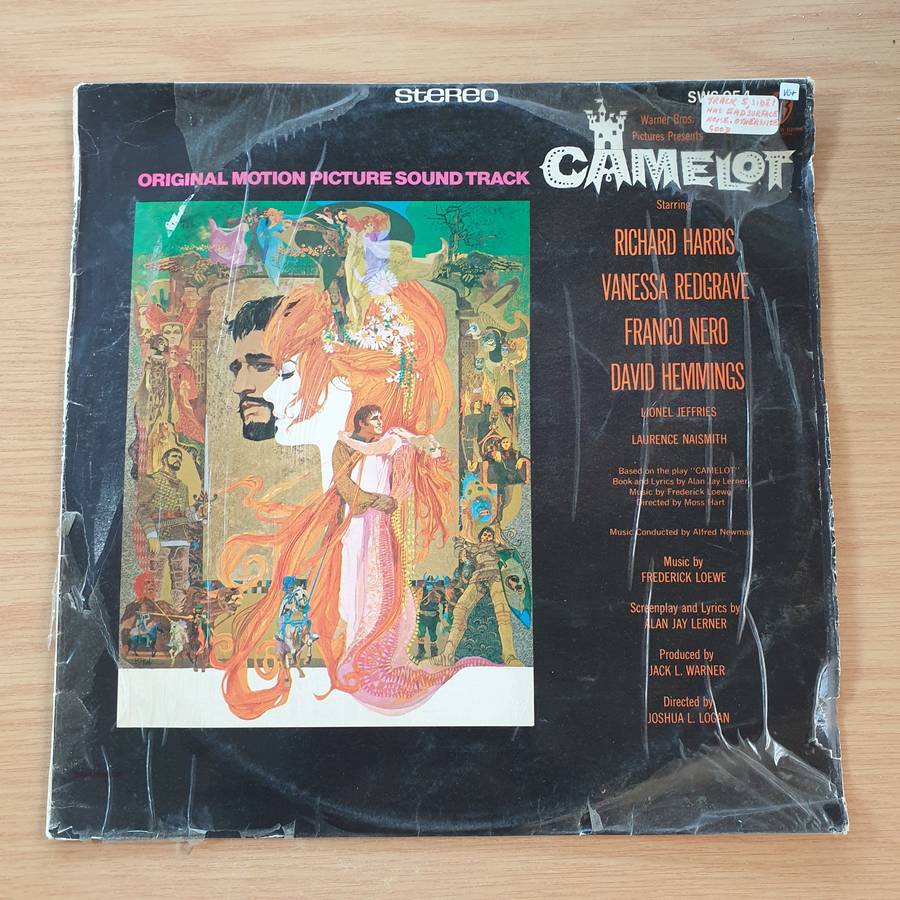 STEREO
VG+
TRACK 5, SIDE 1
HAS BAD SURFACE
NOISE. OTHERWISE
GOOD
Warner Bros.
Pictures Presents
CAMELOT
ORIGINAL MOTION PICTURE SOUND TRACK
Starring
RICHARD HARRIS
VANESSA REDGRAVE
FRANCO NERO
DAVID HEMMINGS
LIONEL JEFFRIES
LAURENCE NAISMITH
Based on the play "CAMELOT"
Book and Lyrics by Alan Jay Lerner
Music by Frederick Loewe
Directed by Moss Hart
Music Conducted by Alfred Newman
Music by
FREDERICK LOEWE
Screenplay and Lyrics by
ALAN JAY LERNER
Produced by
JACK L. WARNER
Directed by
JOSHUA L. LOGAN